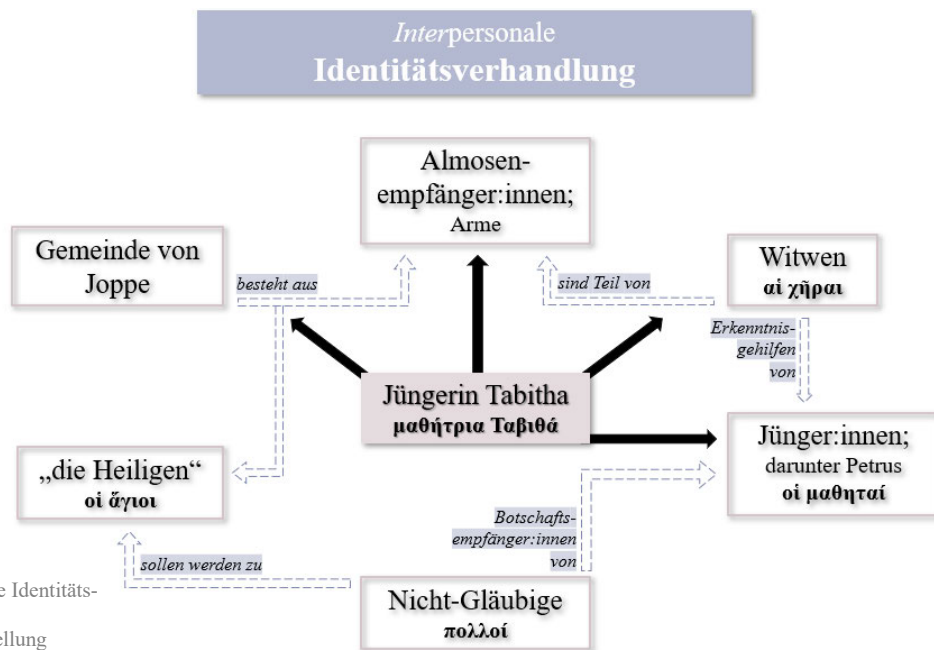 Interpersonale
Identitätsverhandlung
Almosen-
empfänger:innen;
Arme
Gemeinde von
Joppe
besteht aus
sind Teil von
Witwen
αἱ χῆραι
Erkenntnis-
gehilfen
von
Jüngerin Tabitha
μαθήτρια Ταβιθά
Jünger:innen;
darunter Petrus
οἱ μαθηταί
„die Heiligen“
οἱ ἅγιοι
Botschafts-
empfänger:innen
von
sollen werden zu
Nicht-Gläubige
πολλοί
e Identitäts-
ellung